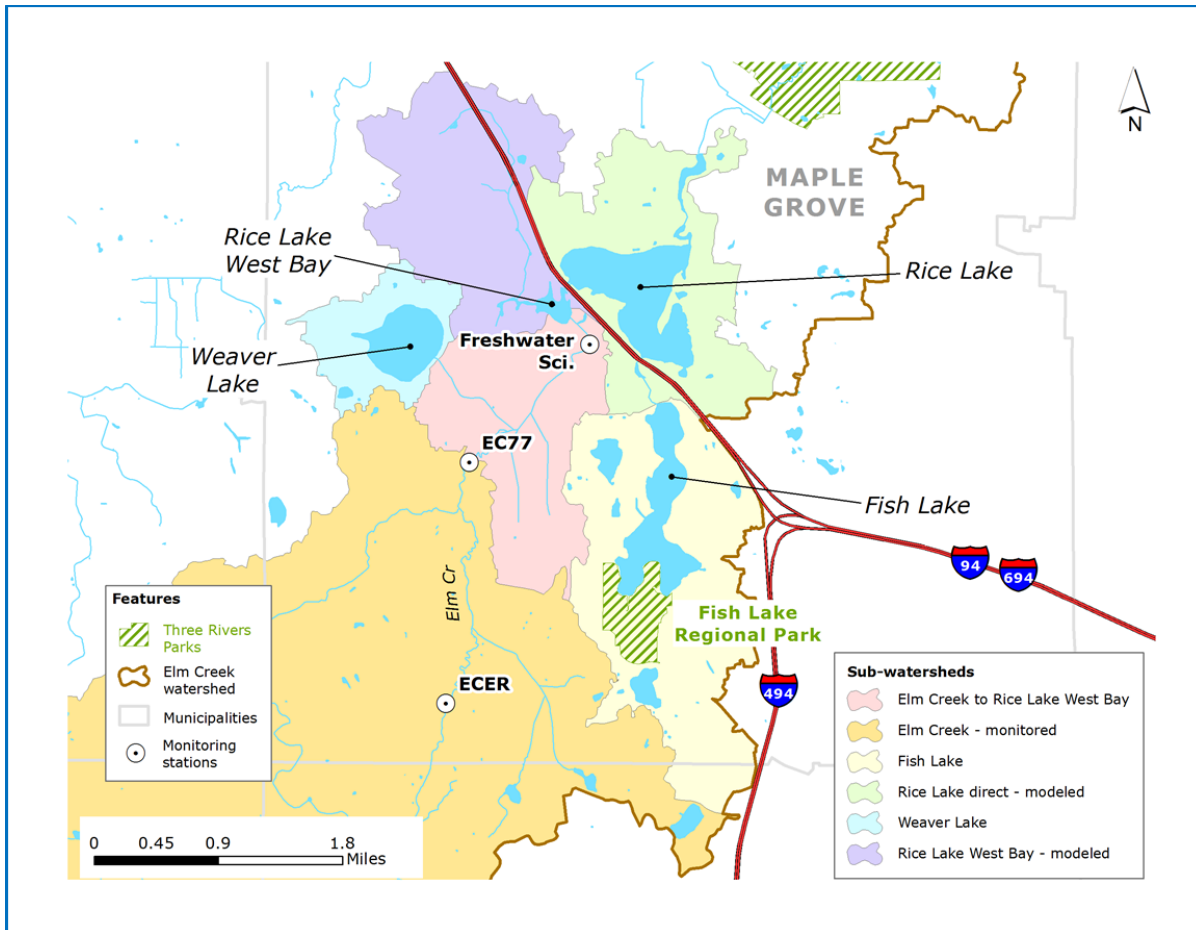 N
MAPLE
GROVE
Rice Lake
West Bay
Rice Lake
Freshwater
Sci.
Weaver
Lake
EC77
Fish Lake
94
694
Elm Cr
Fish Lake
Regional Park
ECER
494
Features
Three Rivers
Parks
Elm Creek
watershed
Municipalities
Monitoring
stations
Sub-watersheds
Elm Creek to Rice Lake West Bay
Elm Creek - monitored
Fish Lake
Rice Lake direct - modeled
Weaver Lake
Rice Lake West Bay - modeled
0 0.45 0.9 1.8
Miles